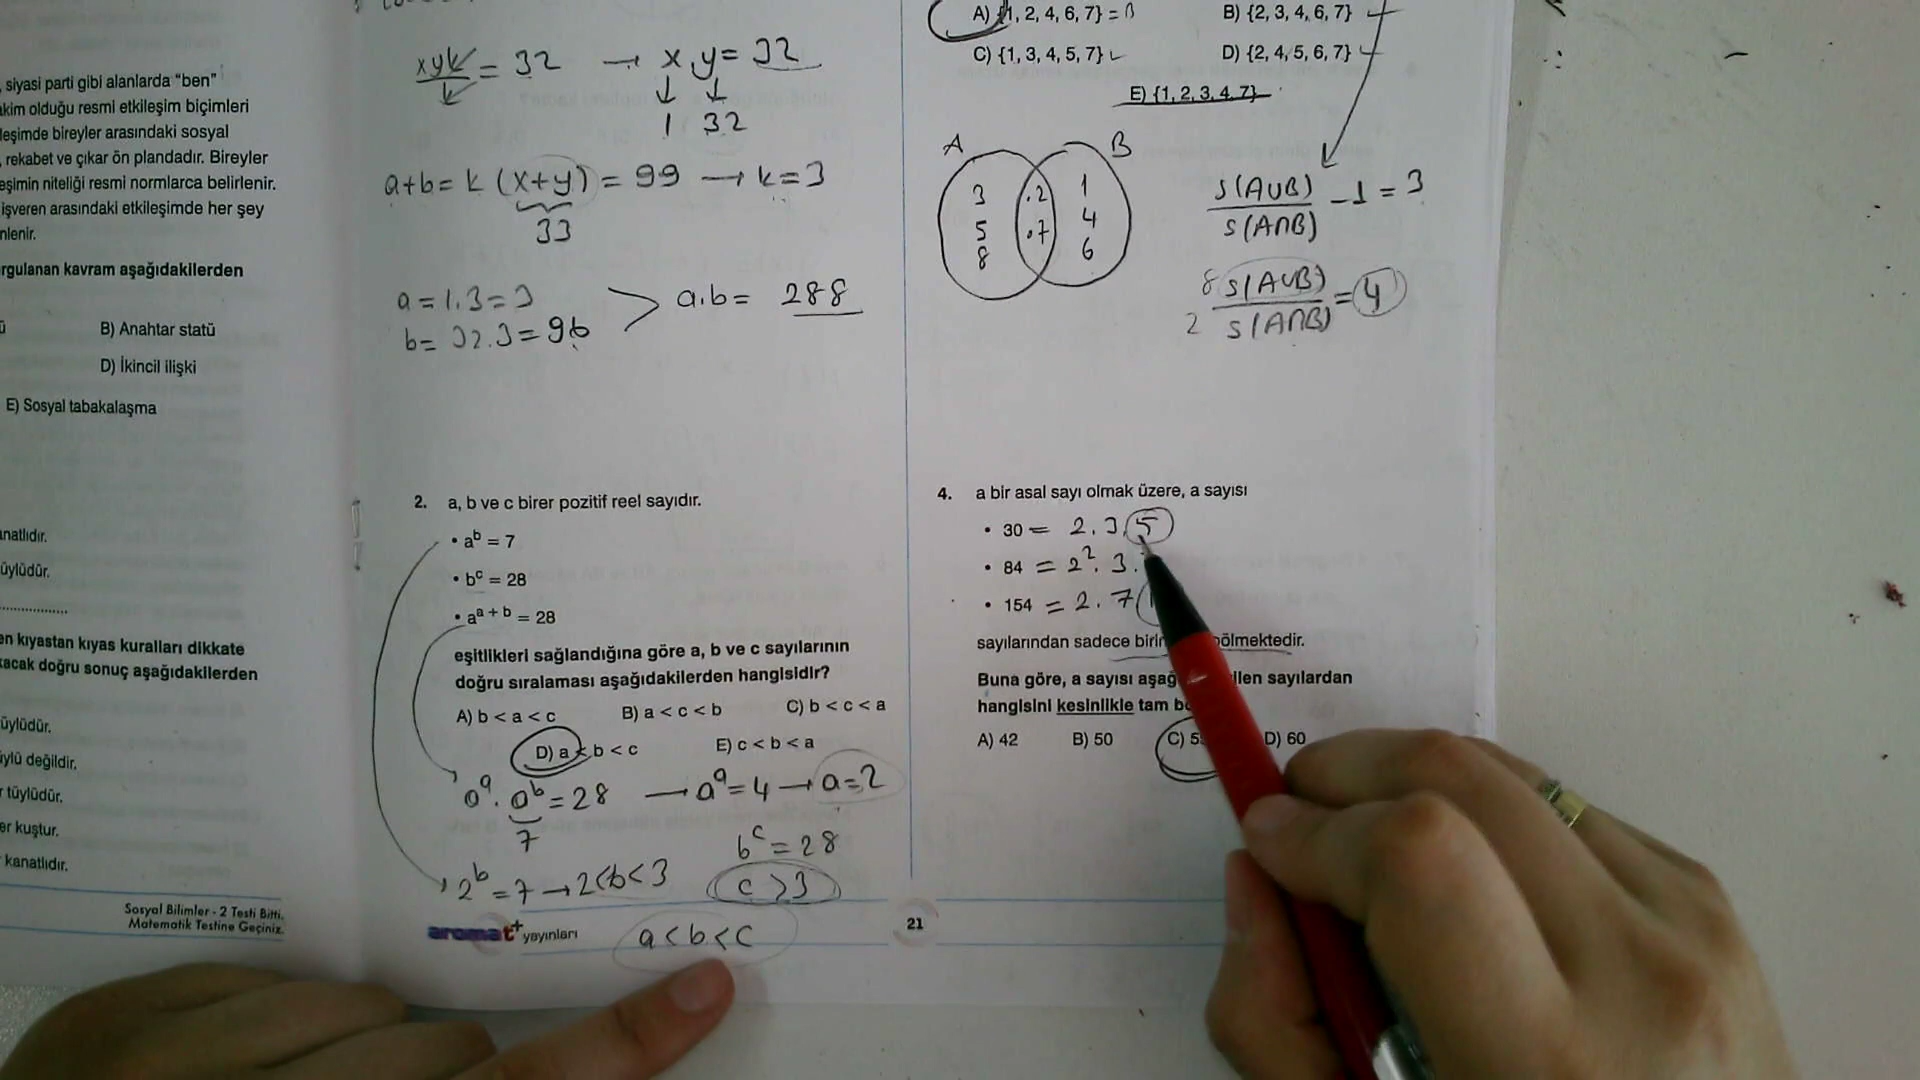 siyasi parti gibi alanlarda “ben”
akim olduğu resmi etkileşim biçimleri
leşimde bireyler arasındaki sosyal
rekabet ve çıkar ön plandadır. Bireyler
eşimin niteliği resmi normlarca belirlenir.
işveren arasındaki etkileşimde her şey
nlenir.
rgulanan kavram aşağıdakilerden
B) Anahtar statü
D) İkincil ilişki
E) Sosyal tabakalaşma
natlıdır.
üylüdür.
en kıyastan kıyas kuralları dikkate
acak doğru sonuç aşağıdakilerden
üylüdür.
üylü değildir.
r tüylüdür.
er kuştur.
kanatlıdır.
Sosyal Bilimler - 2 Testi Bitti.
Matematik Testine Geçiniz.
xyk = 32 → x.y = 32
1 32
a+b = k (x+y) = 99 → k = 3
33
a = 1.3 = 3
b = 32.3 = 96
a.b = 288
2. a, b ve c birer pozitif reel sayıdır.
• a^b = 7
• b^c = 28
• a^(a + b) = 28
eşitlikleri sağlandığına göre a, b ve c sayılarının
doğru sıralaması aşağıdakilerden hangisidir?
A) b < a < c B) a < c < b C) b < c < a
D) a < b < c E) c < b < a
a^a . a^b = 28 → a^a = 4 → a = 2
7
b^c = 28
2^b = 7 → 2 < b < 3
c > 3
a < b < c
aromat+ yayınları
21
A) {1, 2, 4, 6, 7} = B B) {2, 3, 4, 6, 7}
C) {1, 3, 4, 5, 7} D) {2, 4, 5, 6, 7}
E) {1, 2, 3, 4, 7}
A B
3 .2 1
5 .7 4
8 6
s(A∪B)
s(A∩B) - 1 = 3
8 s(A∪B)
2 s(A∩B) = 4
4. a bir asal sayı olmak üzere, a sayısı
• 30 = 2.3.5
• 84 = 2². 3.
• 154 = 2.7
sayılarından sadece bölmektedir.
Buna göre, a sayısı sayılardan
hangisini kesinlikle tam
A) 42 B) 50 C) D) 60